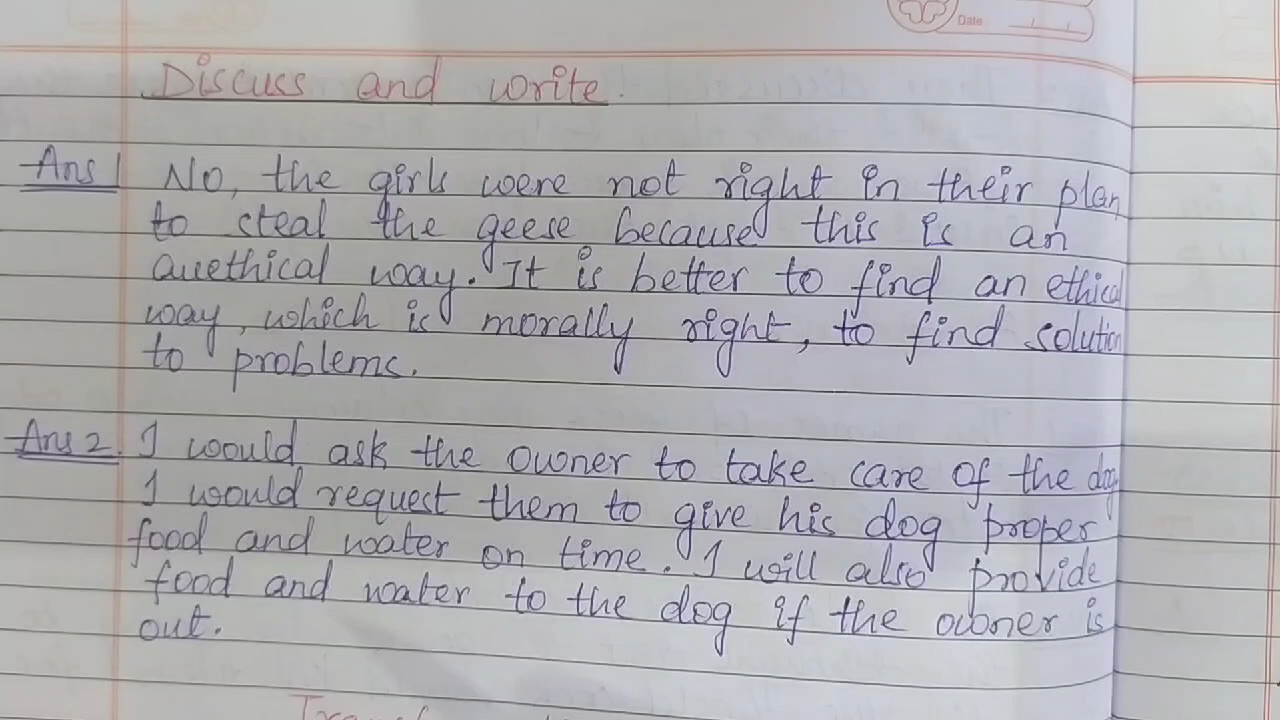 Date
Discuss and write.
Ans 1 No, the girls were not right in their plan
to steal the geese because this is an
auethical way. It is better to find an ethical
way, which is morally right, to find solution
to problems.
Ans 2. I would ask the owner to take care of the dog
I would request them to give his dog proper
food and water on time. I will also provide
food and water to the dog if the owner is
out.